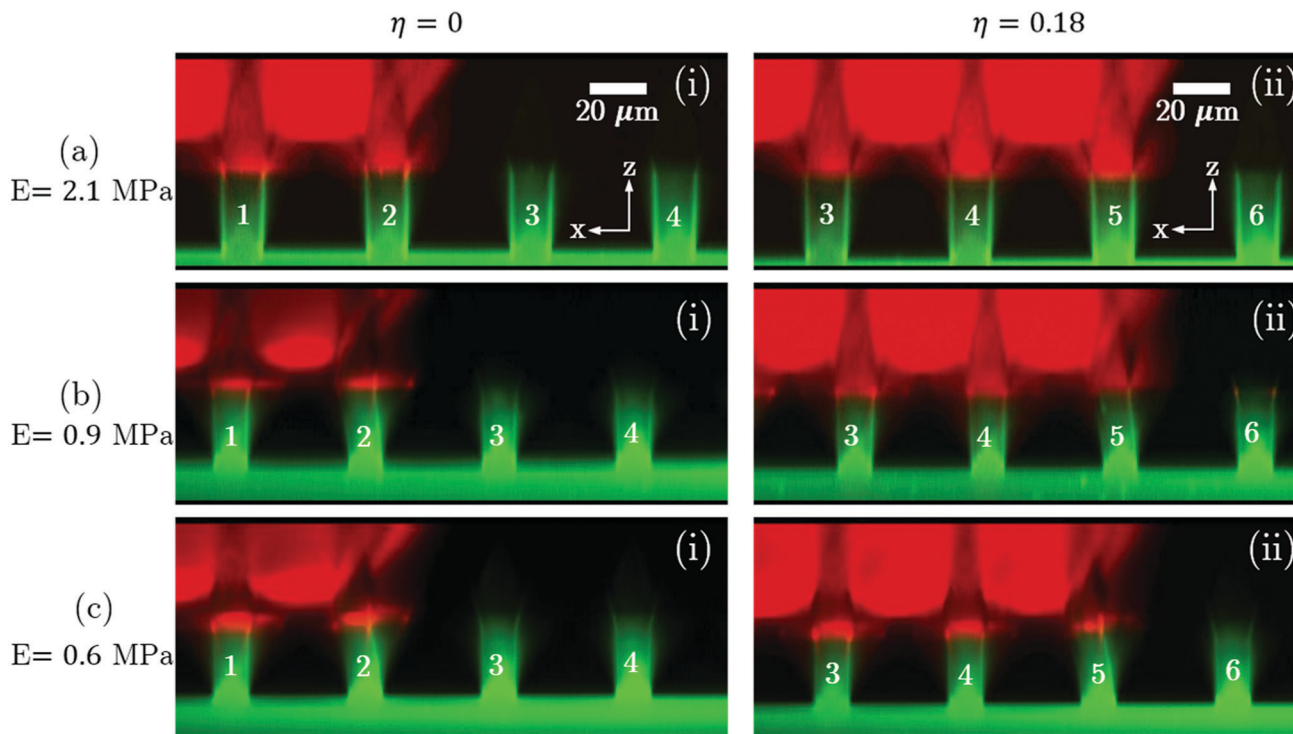 η = 0
η = 0.18
(a)
E= 2.1 MPa
(i)
20 μm
z
x
1
2
3
4
(ii)
20 μm
z
x
3
4
5
6
(b)
E= 0.9 MPa
(i)
1
2
3
4
(ii)
3
4
5
6
(c)
E= 0.6 MPa
(i)
1
2
3
4
(ii)
3
4
5
6